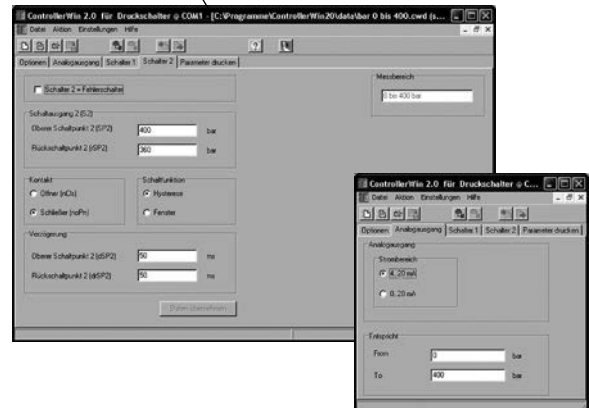 ControllerWin 2.0 für Druckschalter @ COM1 - [C:\Programme\ControllerWin20\data\bar 0 bis 400.cwd (s...
Datei Aktion Einstellungen Hilfe
Optionen Analogausgang Schalter 1 Schalter 2 Parameter drucken
Schalter 2 = Fehlerschalter
Messbereich
0 bis 400 bar
Schaltausgang 2 (S2)
Oberer Schaltpunkt 2 (SP2) 400 bar
Rückschaltpunkt 2 (rSP2) 360 bar
Kontakt
Öffner (nOs)
Schließer (noPn)
Schaltfunktion
Hysterese
Fenster
Verzögerung
Oberer Schaltpunkt 2 (dSP2) 50 ms
Rückschaltpunkt 2 (drSP2) 50 ms
Daten übernehmen
ControllerWin 2.0 für Druckschalter @ C...
Datei Aktion Einstellungen Hilfe
Optionen Analogausgang Schalter 1 Schalter 2 Parameter drucken
Analogausgang
Strombereich
4..20 mA
0..20 mA
Entspricht
From 0 bar
To 400 bar